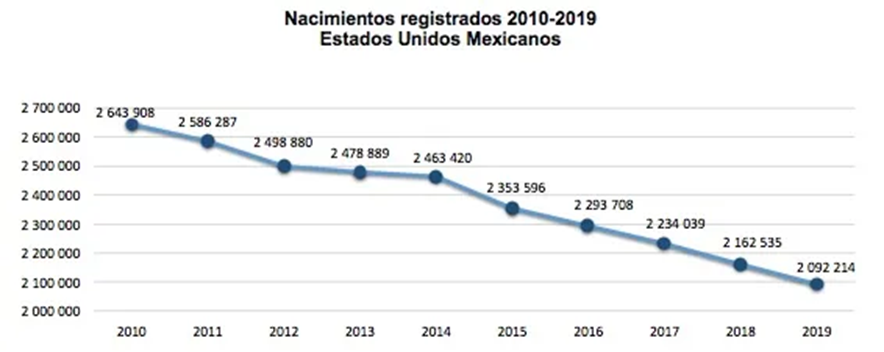 Nacimientos registrados 2010-2019
Estados Unidos Mexicanos
2 700 000
2 600 000
2 500 000
2 400 000
2 300 000
2 200 000
2 100 000
2 000 000
2 643 908
2 586 287
2 498 880
2 478 889
2 463 420
2 353 596
2 293 708
2 234 039
2 162 535
2 092 214
2010 2011 2012 2013 2014 2015 2016 2017 2018 2019